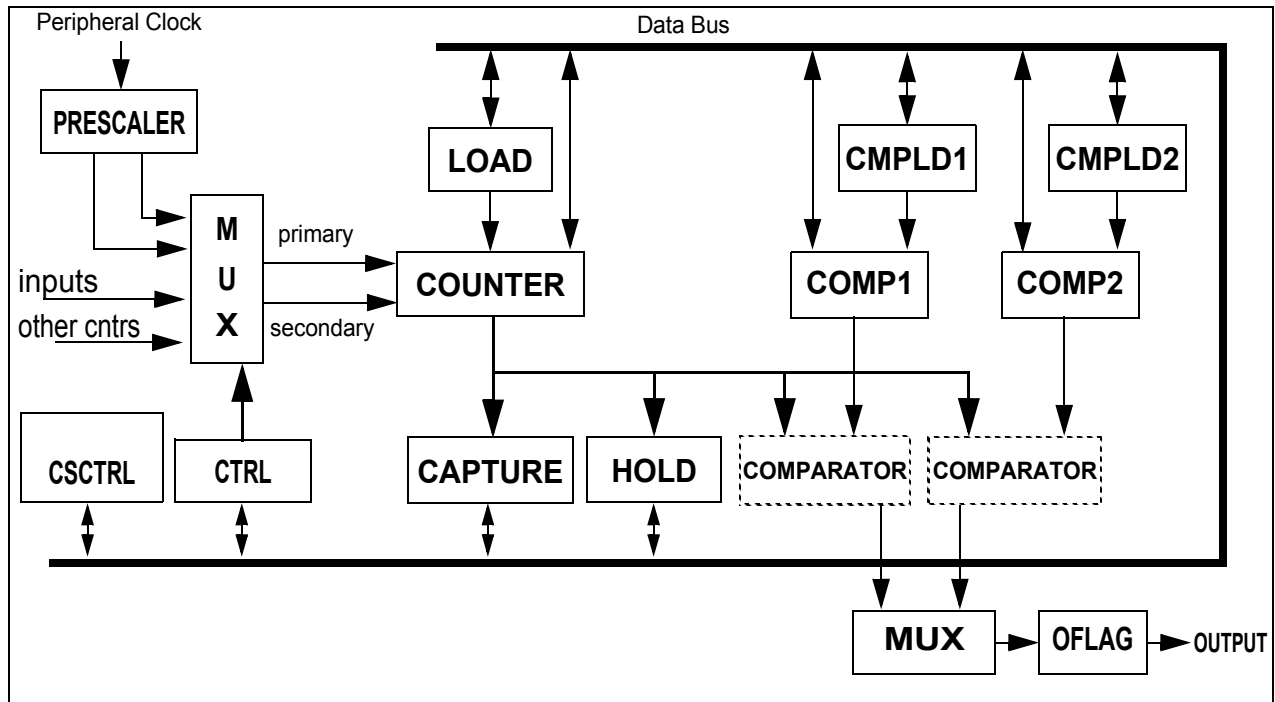 Peripheral Clock
Data Bus
PRESCALER
LOAD
CMPLD1
CMPLD2
MUX
primary
inputs
COUNTER
COMP1
COMP2
other cntrs
secondary
CSCTRL
CTRL
CAPTURE
HOLD
COMPARATOR
COMPARATOR
MUX
OFLAG
OUTPUT